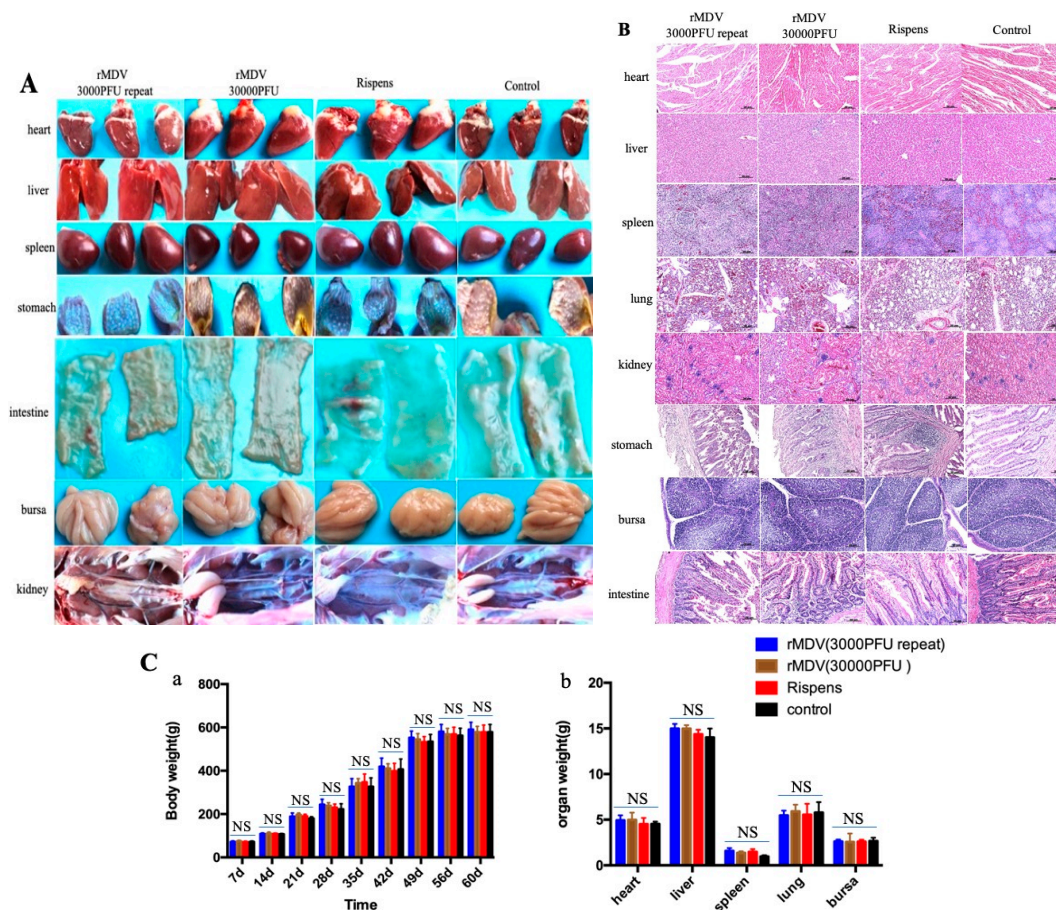 A
rMDV
3000PFU repeat
rMDV
30000PFU
Rispens
Control
heart
liver
spleen
stomach
intestine
bursa
kidney
B
rMDV
3000PFU repeat
rMDV
30000PFU
Rispens
Control
heart
liver
spleen
lung
kidney
stomach
bursa
intestine
C
a
800
600
400
200
0
Body weight(g)
NS
NS
NS
NS
NS
NS
NS
NS
NS
7d
14d
21d
28d
35d
42d
49d
56d
60d
Time
b
rMDV(3000PFU repeat)
rMDV(30000PFU )
Rispens
control
20
15
10
5
0
organ weight(g)
NS
NS
NS
NS
NS
heart
liver
spleen
lung
bursa